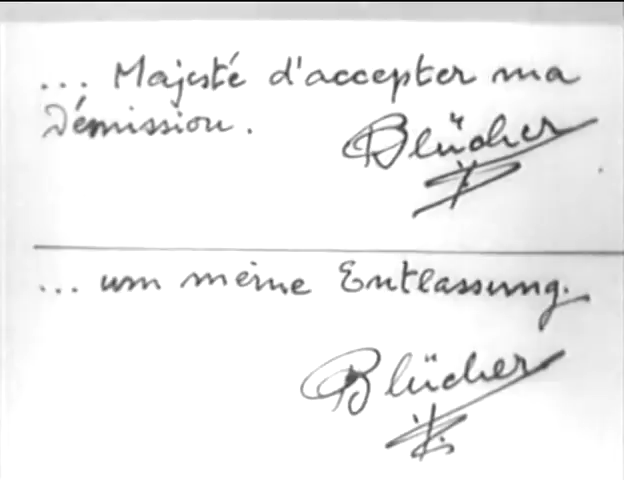 ... Majesté d'accepter ma
Démission.
Blücher
... um meine Entlassung.
Blücher